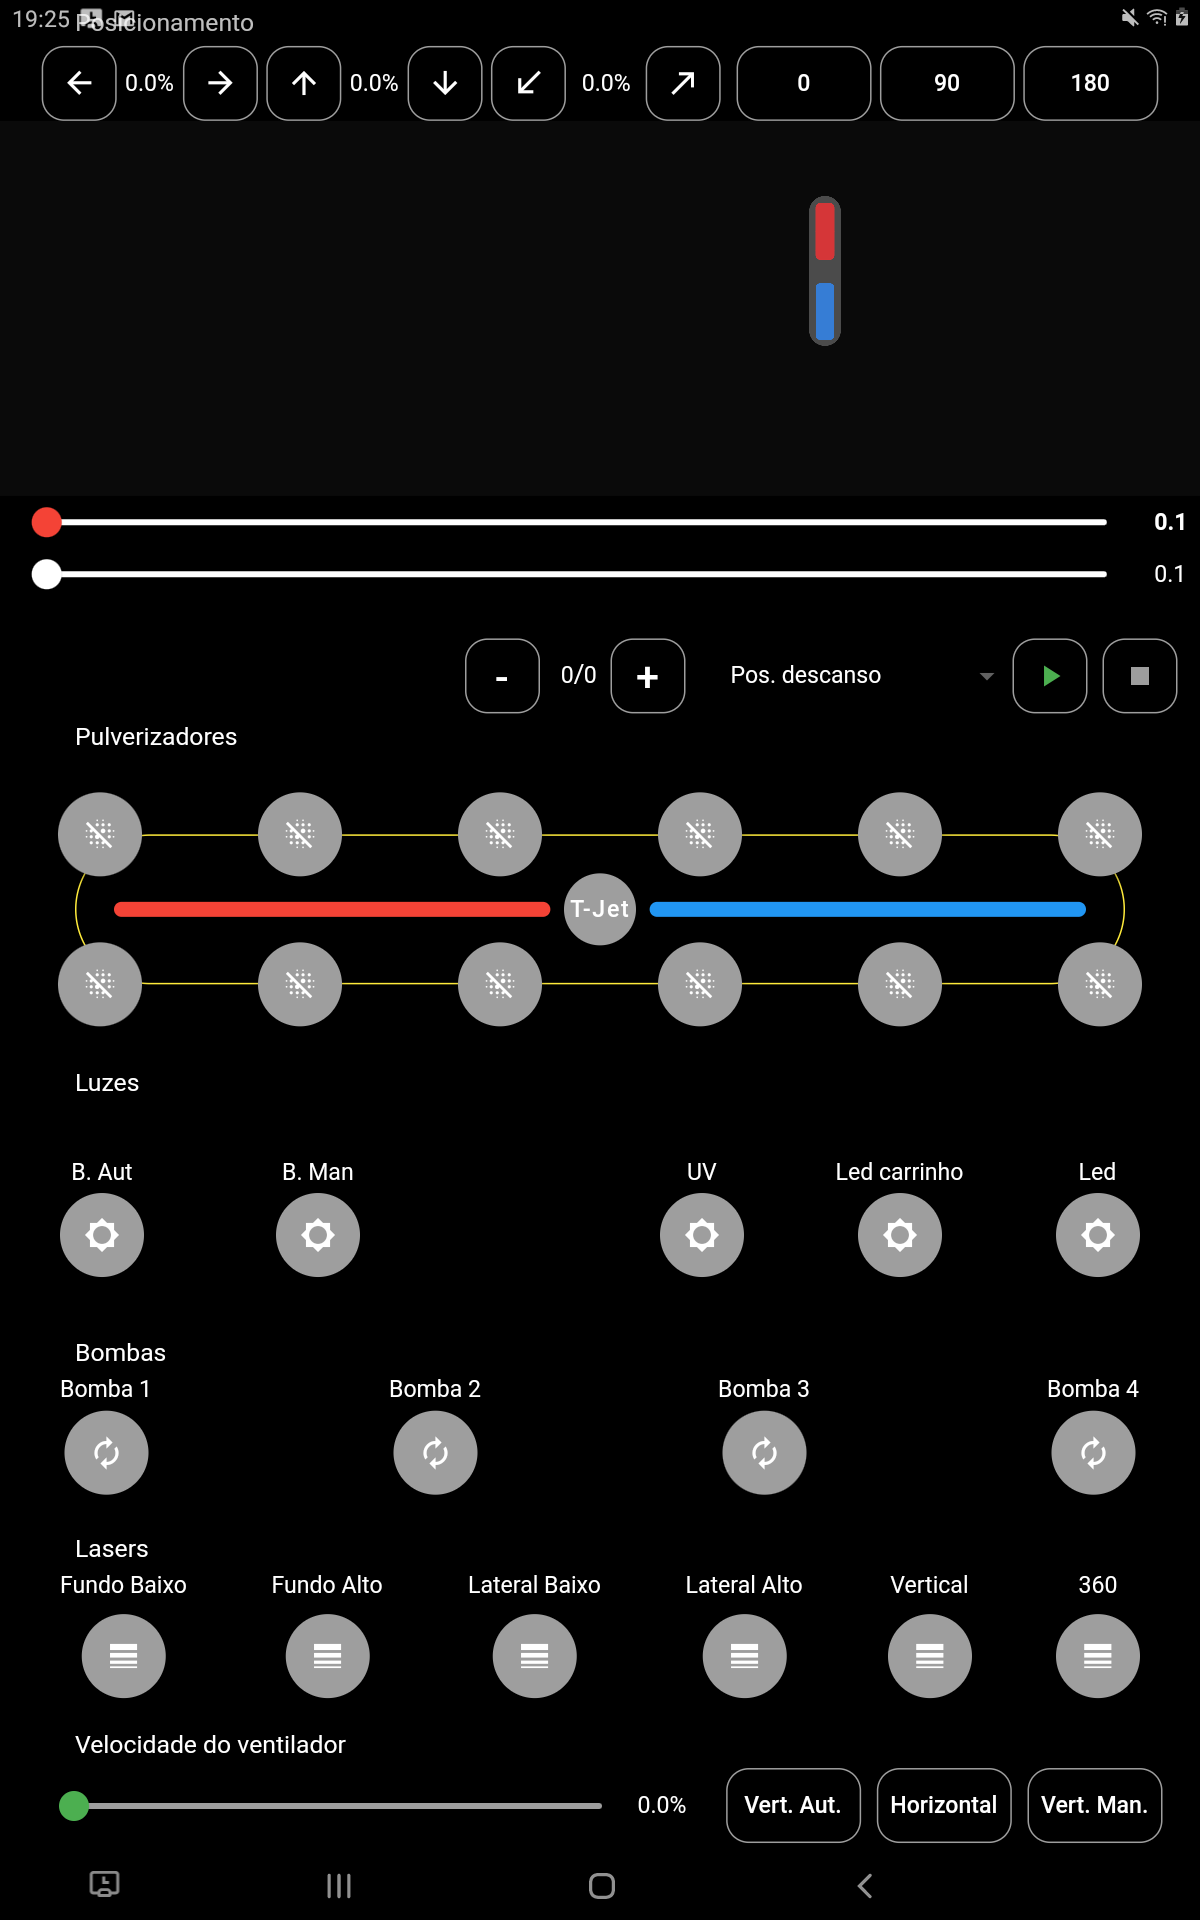 19:25
Posicionamento
0.0% 0.0% 0.0% 0 90 180
0.1
0.1
- 0/0 + Pos. descanso
Pulverizadores
T-Jet
Luzes
B. Aut B. Man UV Led carrinho Led
Bombas
Bomba 1 Bomba 2 Bomba 3 Bomba 4
Lasers
Fundo Baixo Fundo Alto Lateral Baixo Lateral Alto Vertical 360
Velocidade do ventilador
0.0% Vert. Aut. Horizontal Vert. Man.